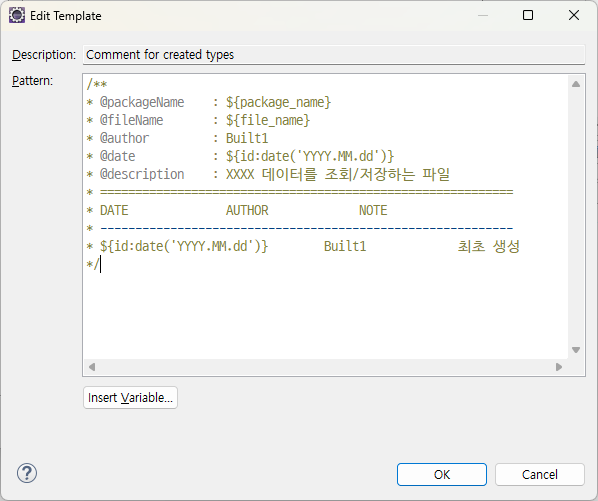 Edit Template
Description: Comment for created types
Pattern:
/**
* @packageName    : ${package_name}
* @fileName       : ${file_name}
* @author         : Built1
* @date           : ${id:date('YYYY.MM.dd')}
* @description    : XXXX 데이터를 조회/저장하는 파일
* ===========================================================
* DATE              AUTHOR             NOTE
* -----------------------------------------------------------
* ${id:date('YYYY.MM.dd')}        Built1             최초 생성
*/
Insert Variable...
?
OK Cancel